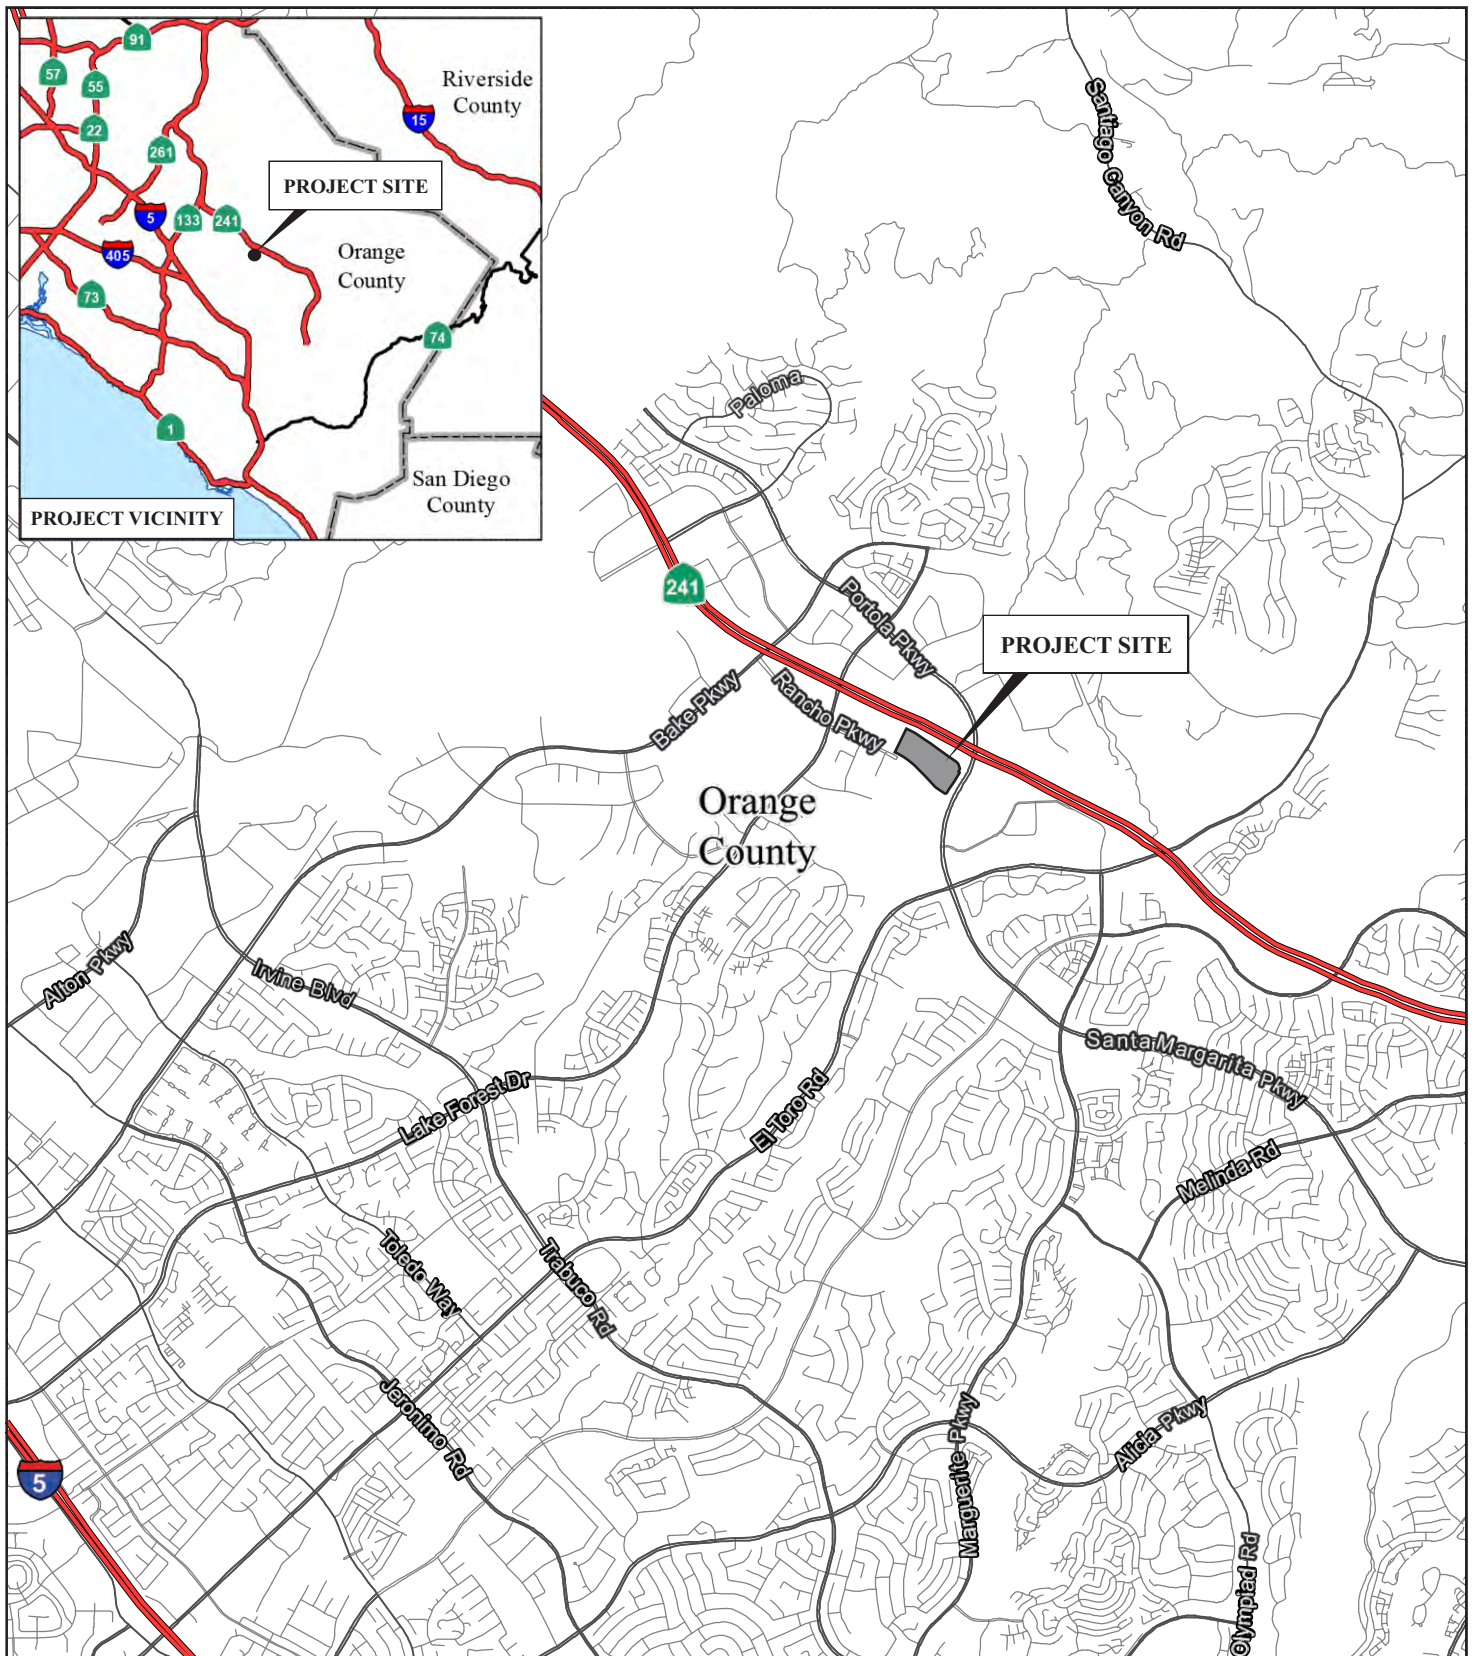 91
57
55
22
261
Riverside
County
15
PROJECT SITE
5
133
241
405
Orange
County
73
74
1
San Diego
County
PROJECT VICINITY
Santiago Canyon Rd
Paloma
241
Portola Pkwy
PROJECT SITE
Bake Pkwy
Rancho Pkwy
Orange
County
Alton Pkwy
Irvine Blvd
Santa Margarita Pkwy
Lake Forest Dr
El Toro Rd
Melinda Rd
Toledo Way
Trabuco Rd
Jeronimo Rd
Marguerite Pkwy
Alicia Pkwy
5
Olympiad Rd